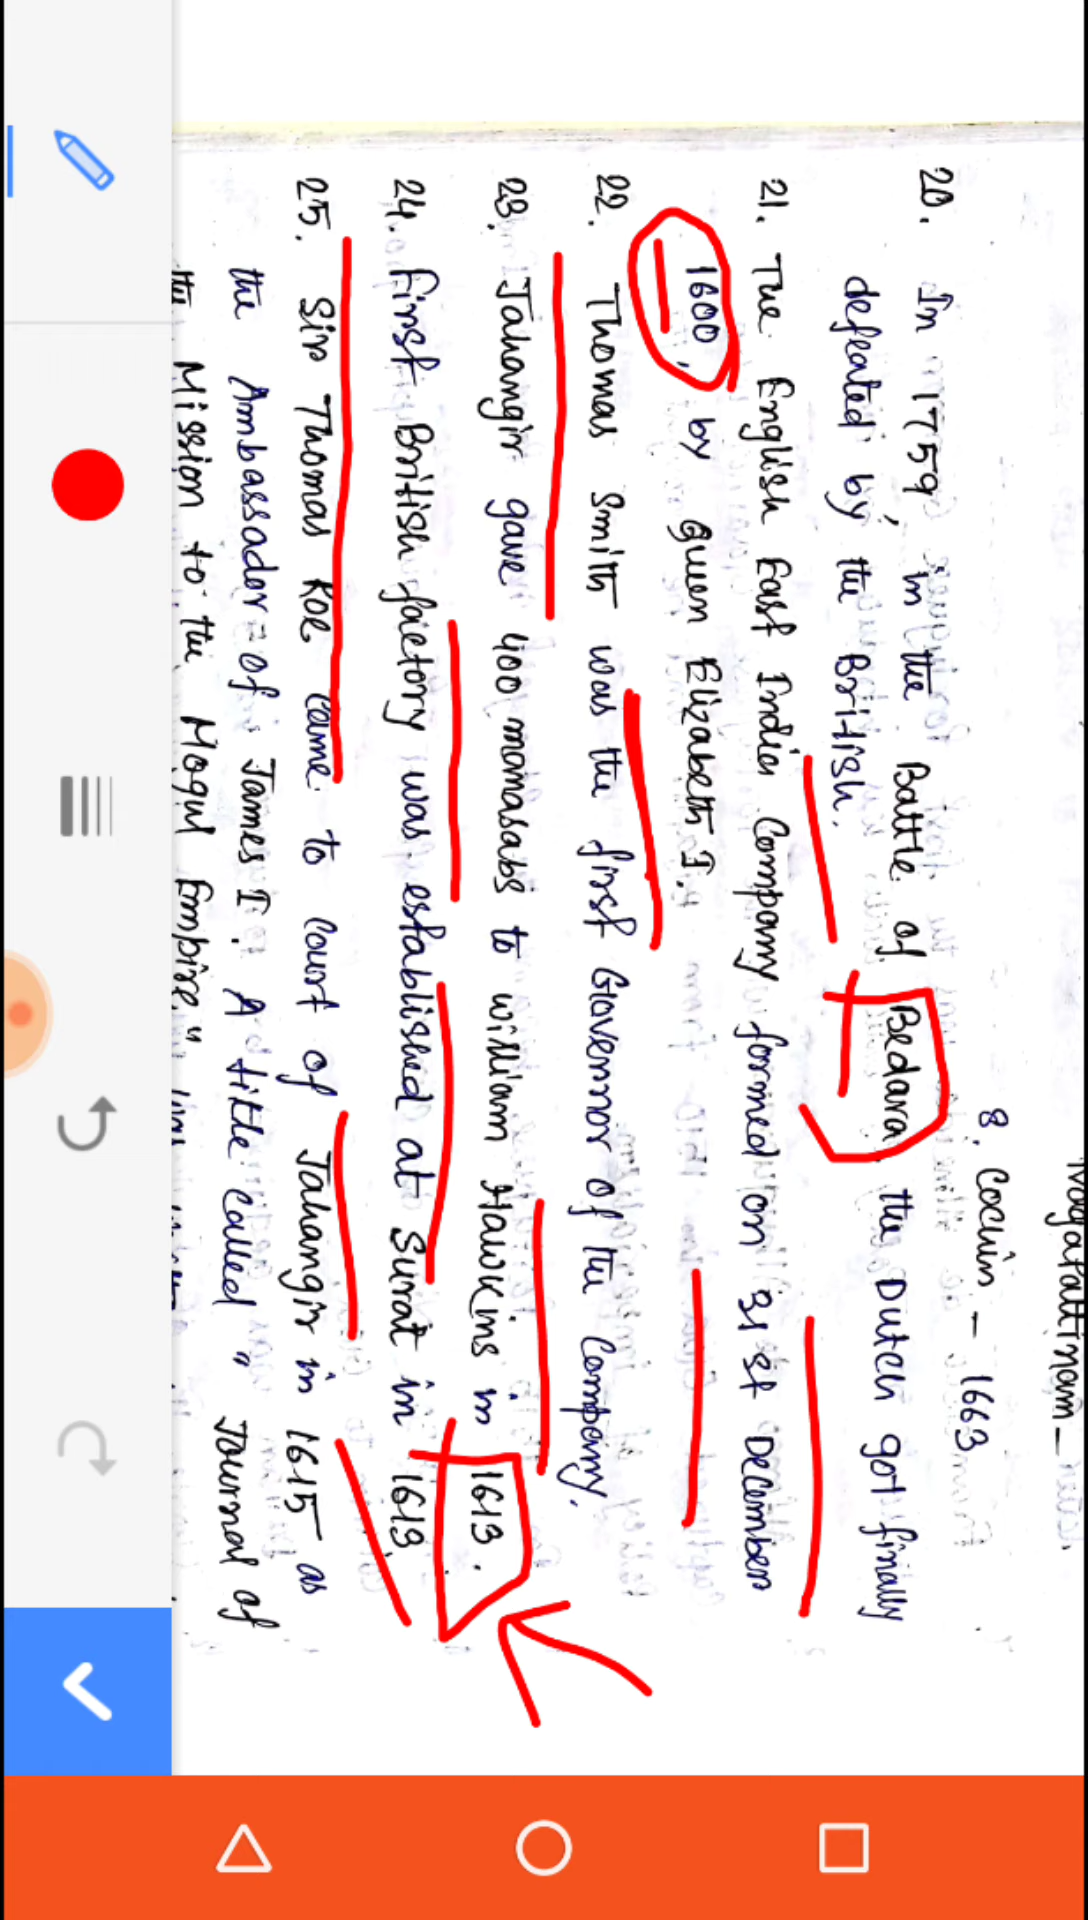 Nagapattinam -
8. Cochin - 1663
20. In 1759, in the Battle of Bedara the Dutch got finally
defeated by the British.
21. The English East India Company formed on 31st December
1600, by queen Elizabeth I.
22. Thomas Smith was the first Governor of the Company.
23. Jahangir gave 400 manasabs to william Hawkins in 1613.
24. First British factory was established at Surat in 1613
25. Sir Thomas Roe came to court of Jahangir in 1615 as
the Ambassador of James I. A title called "Journal of
the Mission to the Mogul Empire."